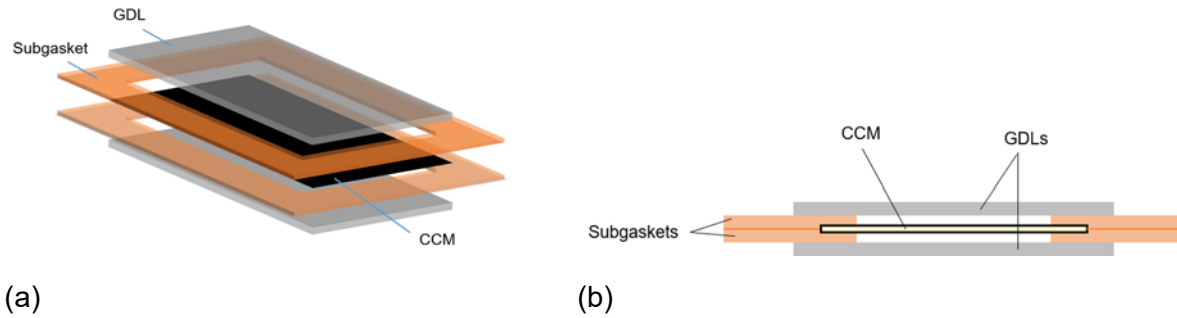 GDL
Subgasket
CCM
(a)
CCM
GDLs
Subgaskets
(b)